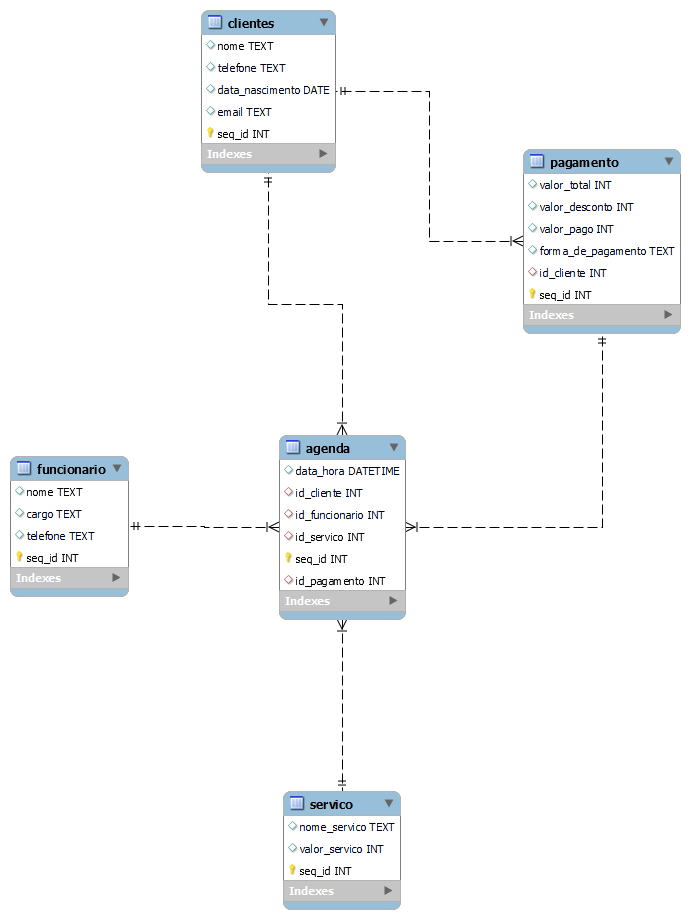 clientes
nome TEXT
telefone TEXT
data_nascimento DATE
email TEXT
seq_id INT
Indexes
pagamento
valor_total INT
valor_desconto INT
valor_pago INT
forma_de_pagamento TEXT
id_cliente INT
seq_id INT
Indexes
funcionario
nome TEXT
cargo TEXT
telefone TEXT
seq_id INT
Indexes
agenda
data_hora DATETIME
id_cliente INT
id_funcionario INT
id_servico INT
seq_id INT
id_pagamento INT
Indexes
servico
nome_servico TEXT
valor_servico INT
seq_id INT
Indexes